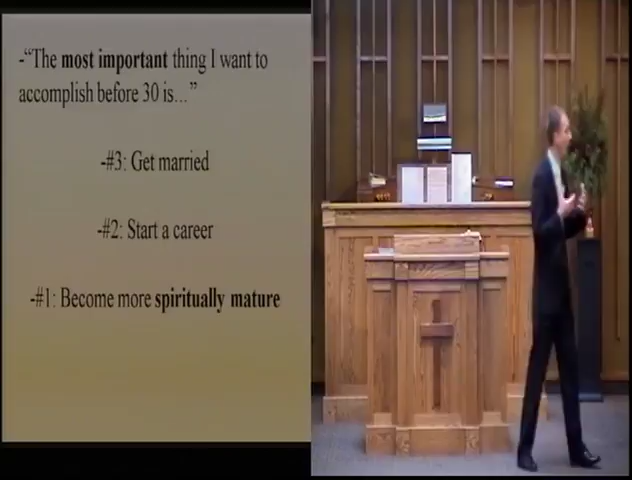 -“The most important thing I want to
accomplish before 30 is...”
-#3: Get married
-#2: Start a career
-#1: Become more spiritually mature